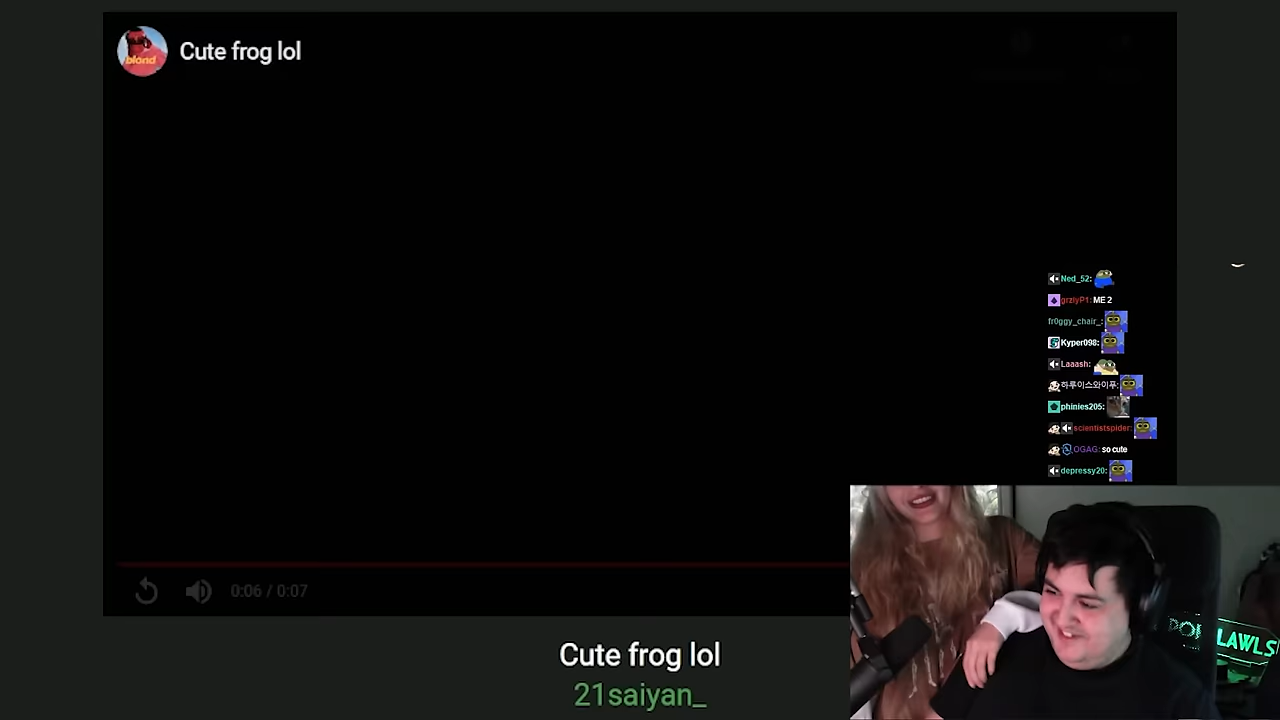 blond
Cute frog lol
Ned_52:
grziyP1: ME 2
fr0ggy_chair_:
Kyper098:
Laaash:
하루이스와이푸:
phinies205:
scientistspider:
OGAG: so cute
depressy20:
0:06 / 0:07
LAWLS
Cute frog lol
21saiyan_